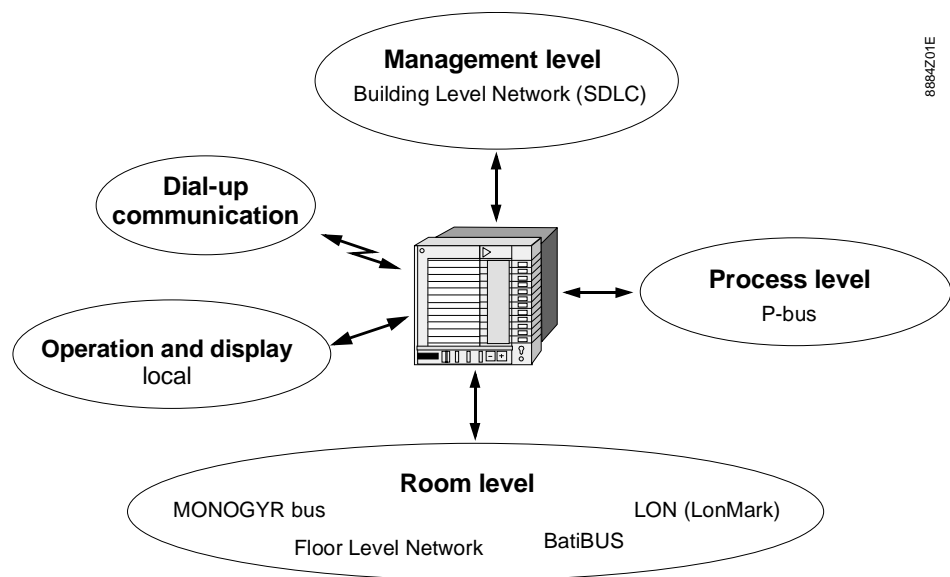 Management level
Building Level Network (SDLC)
8884Z01E
Dial-up
communication
Process level
P-bus
Operation and display
local
Room level
MONOGYR bus
LON (LonMark)
Floor Level Network
BatiBUS